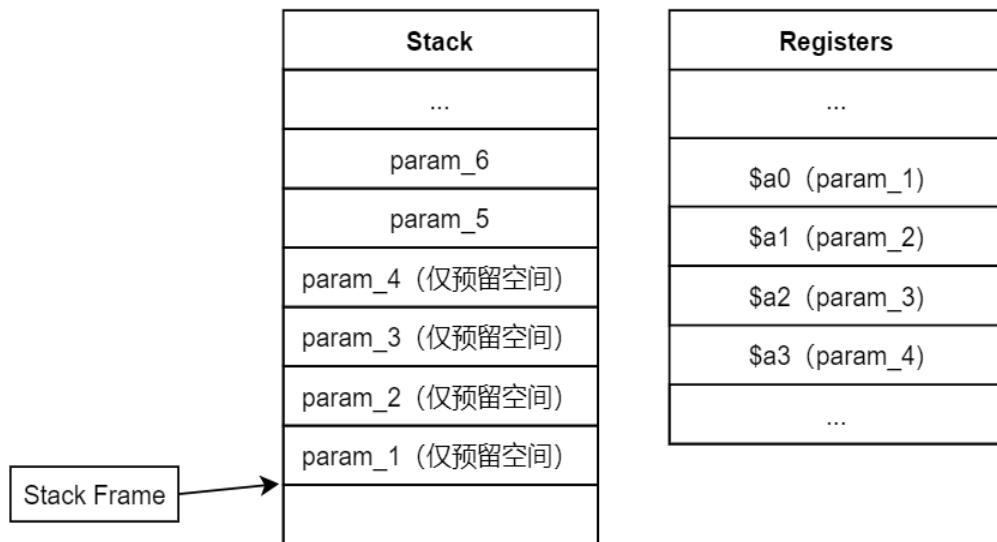 Stack
...
param_6
param_5
param_4（仅预留空间）
param_3（仅预留空间）
param_2（仅预留空间）
param_1（仅预留空间）
Stack Frame
Registers
...
$a0（param_1)
$a1（param_2)
$a2（param_3)
$a3（param_4)
...